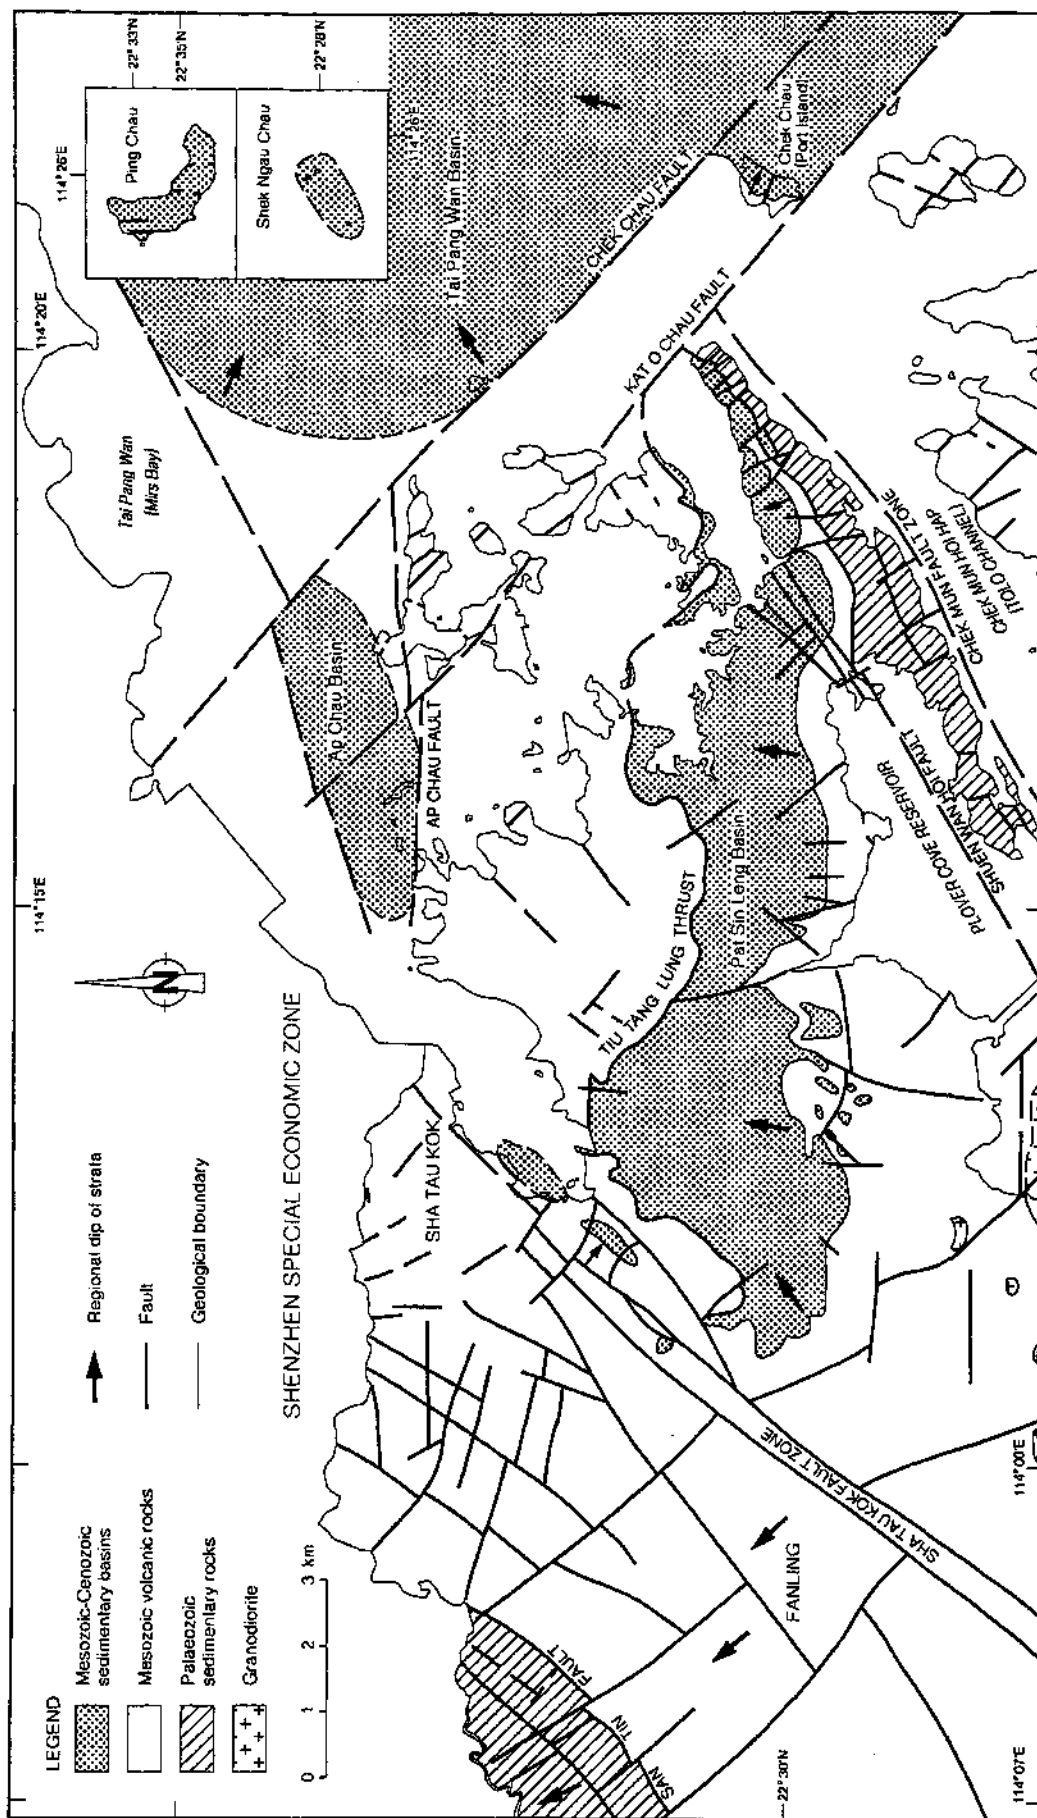 LEGEND
Mesozoic-Cenozoic
sedimentary basins
Mesozoic volcanic rocks
Palaeozoic
sedimentary rocks
Granodiorite
Regional dip of strata
Fault
Geological boundary
0 1 2 3 km
N
SHENZHEN SPECIAL ECONOMIC ZONE
114°15'E
114°20'E
114°26'E
22°33'N
22°35'N
22°28'N
Ping Chau
Shek Ngau Chau
114°26'E
Tai Pang Wan
(Mirs Bay)
Tai Pang Wan Basin
CHEK CHAU FAULT
Chek Chau
(Port Island)
KAT O CHAU FAULT
Ap Chau Basin
AP CHAU FAULT
SHA TAU KOK
TIU TANG LUNG THRUST
Pat Sin Leng Basin
CHEK MUN FAULT ZONE
CHEK MUN HOI HAP
(TOLO CHANNEL)
SHUEN WAN HOI FAULT
PLOVER COVE RESERVOIR
SHA TAU KOK FAULT ZONE
FANLING
SAN TIN FAULT
22°30'N
114°00'E
114°07'E